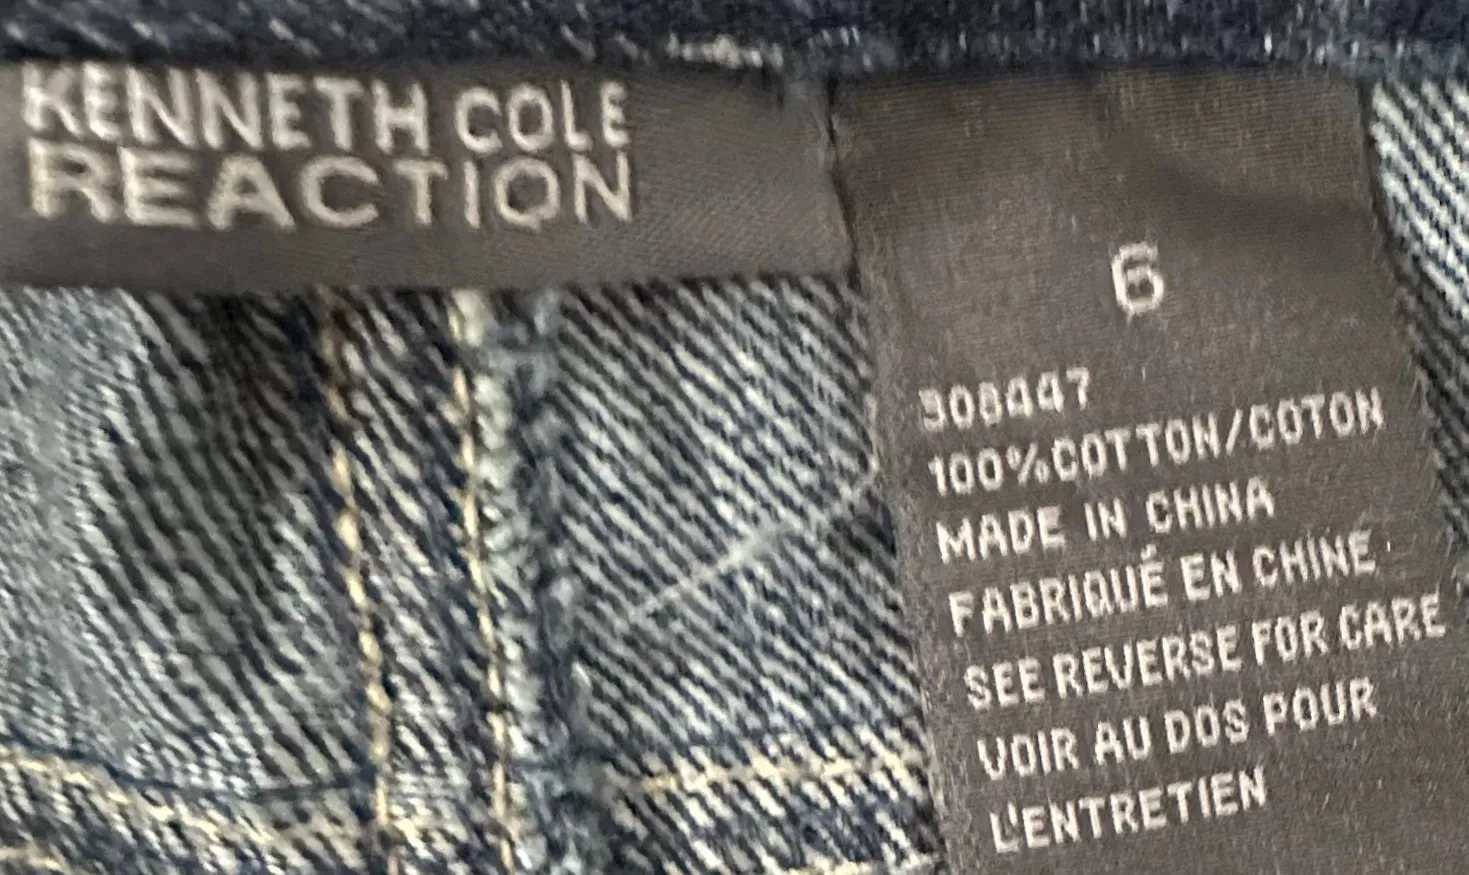 KENNETH COLE
REACTION
6
308447
100%COTTON/COTON
MADE IN CHINA
FABRIQUÉ EN CHINE
SEE REVERSE FOR CARE
VOIR AU DOS POUR
L'ENTRETIEN